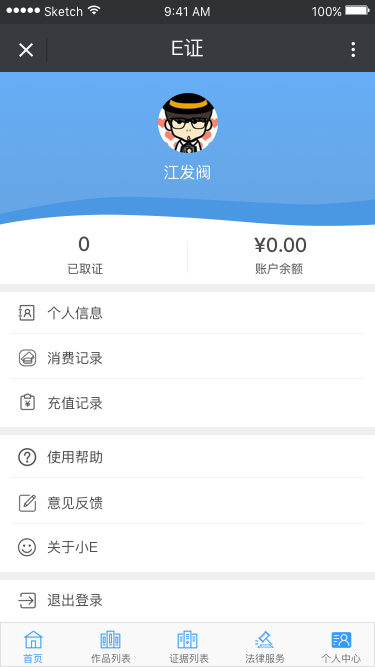 Sketch 9:41 AM 100%
E证
江发阀
0 ¥0.00
已取证 账户余额
个人信息
消费记录
充值记录
使用帮助
意见反馈
关于小E
退出登录
首页 作品列表 证据列表 法律服务 个人中心